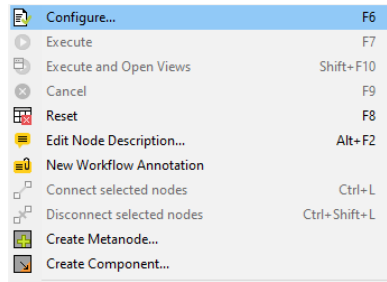 Configure... F6
Execute F7
Execute and Open Views Shift+F10
Cancel F9
Reset F8
Edit Node Description... Alt+F2
New Workflow Annotation
Connect selected nodes Ctrl+L
Disconnect selected nodes Ctrl+Shift+L
Create Metanode...
Create Component...